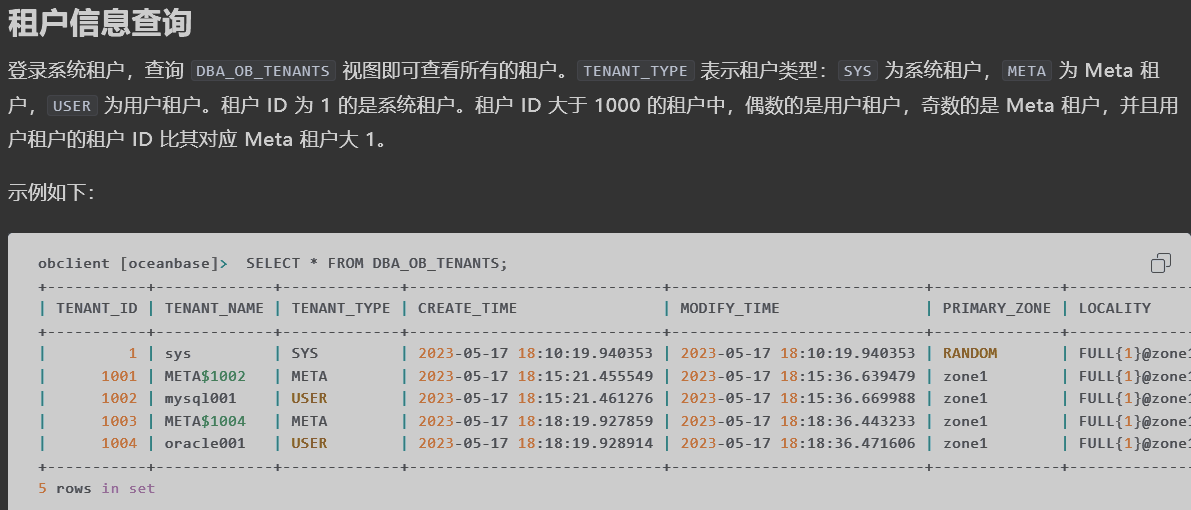 租户信息查询
登录系统租户，查询 DBA_OB_TENANTS 视图即可查看所有的租户。TENANT_TYPE 表示租户类型：SYS 为系统租户，META 为 Meta 租
户，USER 为用户租户。租户 ID 为 1 的是系统租户。租户 ID 大于 1000 的租户中，偶数的是用户租户，奇数的是 Meta 租户，并且用
户租户的租户 ID 比其对应 Meta 租户大 1。
示例如下：
obclient [oceanbase]>  SELECT * FROM DBA_OB_TENANTS;
+-----------+-------------+-------------+----------------------------+----------------------------+--------------+-------------
| TENANT_ID | TENANT_NAME | TENANT_TYPE | CREATE_TIME                | MODIFY_TIME                | PRIMARY_ZONE | LOCALITY
+-----------+-------------+-------------+----------------------------+----------------------------+--------------+-------------
|         1 | sys         | SYS         | 2023-05-17 18:10:19.940353 | 2023-05-17 18:10:19.940353 | RANDOM       | FULL{1}@zone1
|      1001 | META$1002   | META        | 2023-05-17 18:15:21.455549 | 2023-05-17 18:15:36.639479 | zone1        | FULL{1}@zone1
|      1002 | mysql001    | USER        | 2023-05-17 18:15:21.461276 | 2023-05-17 18:15:36.669988 | zone1        | FULL{1}@zone1
|      1003 | META$1004   | META        | 2023-05-17 18:18:19.927859 | 2023-05-17 18:18:36.443233 | zone1        | FULL{1}@zone1
|      1004 | oracle001   | USER        | 2023-05-17 18:18:19.928914 | 2023-05-17 18:18:36.471606 | zone1        | FULL{1}@zone1
+-----------+-------------+-------------+----------------------------+----------------------------+--------------+-------------
5 rows in set